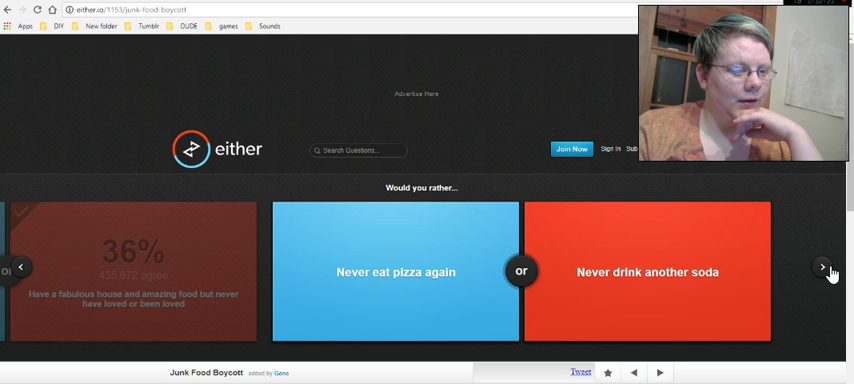 either.io/1153/junk-food-boycott
Apps DIY New folder Tumblr DUDE games Sounds
Advertise Here
either
Search Questions...
Join Now Sign In Sub
Would you rather...
or
36%
435,872 agree
Have a fabulous house and amazing food but never
have loved or been loved
Never eat pizza again
or
Never drink another soda
Junk Food Boycott added by Gene
Tweet